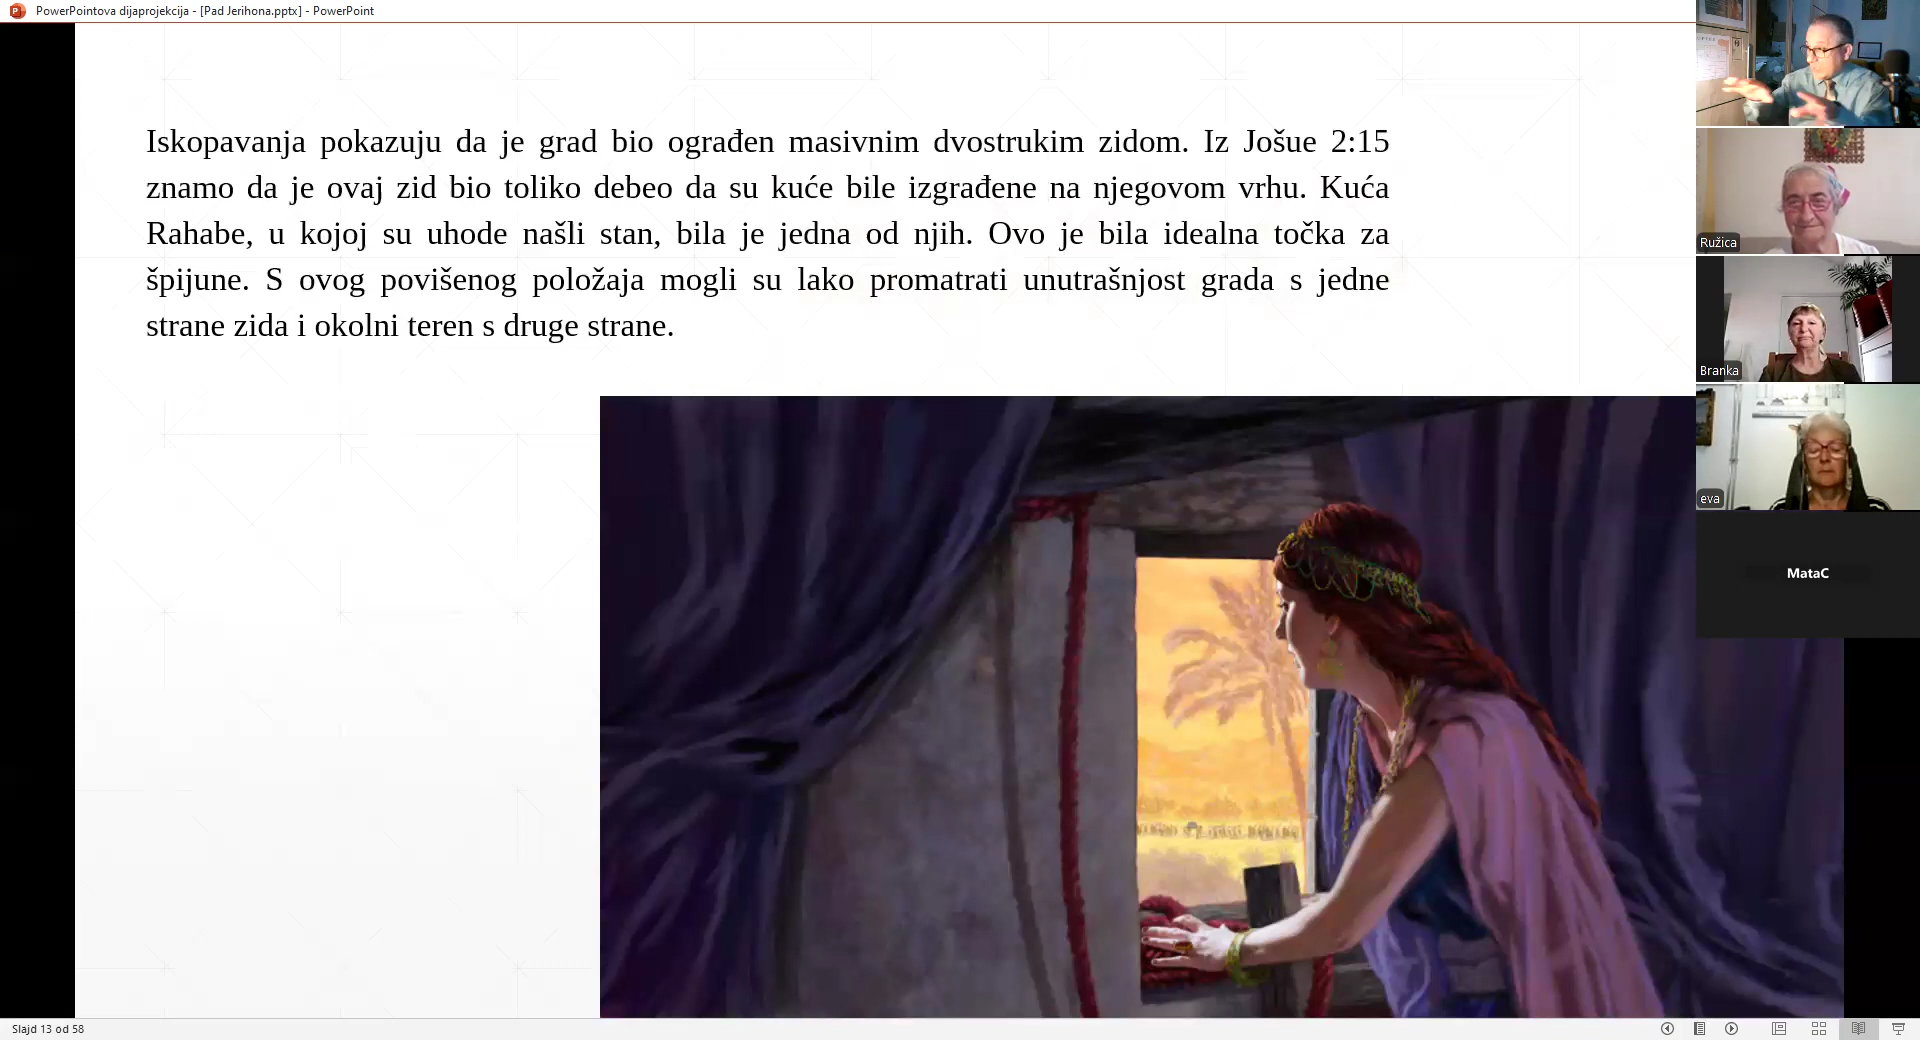 PowerPointova dijaprojekcija - [Pad Jerihona.pptx] - PowerPoint
Iskopavanja pokazuju da je grad bio ograđen masivnim dvostrukim zidom. Iz Jošue 2:15
znamo da je ovaj zid bio toliko debeo da su kuće bile izgrađene na njegovom vrhu. Kuća
Rahabe, u kojoj su uhode našli stan, bila je jedna od njih. Ovo je bila idealna točka za
špijune. S ovog povišenog položaja mogli su lako promatrati unutrašnjost grada s jedne
strane zida i okolni teren s druge strane.
Ružica
Branka
eva
MataC
Slajd 13 od 58